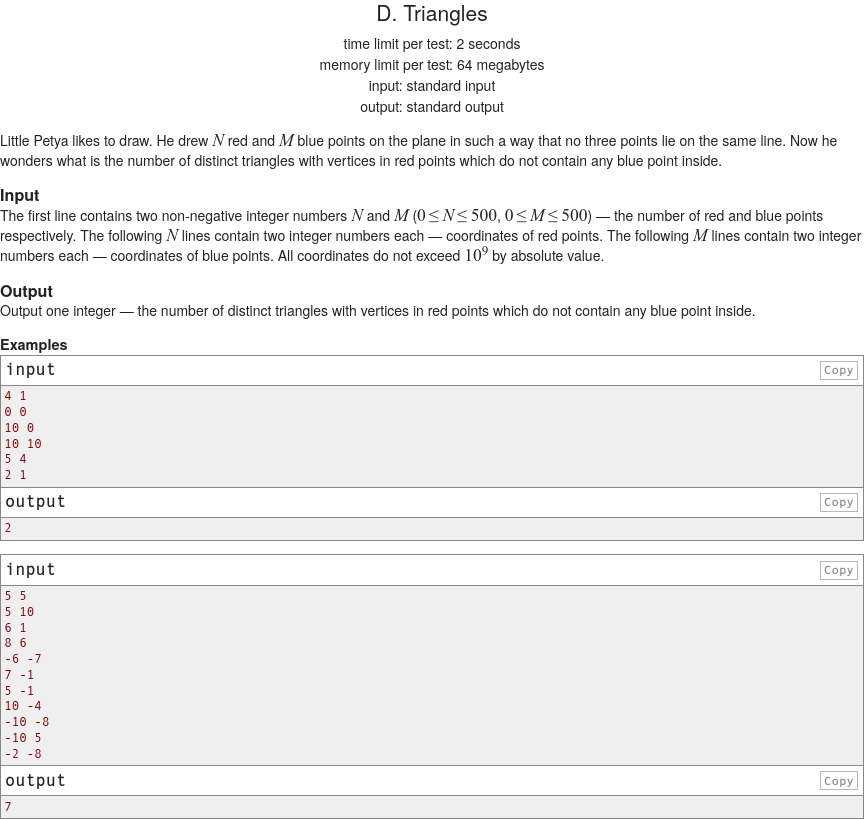 D. Triangles
time limit per test: 2 seconds
memory limit per test: 64 megabytes
input: standard input
output: standard output
Little Petya likes to draw. He drew N red and M blue points on the plane in such a way that no three points lie on the same line. Now he
wonders what is the number of distinct triangles with vertices in red points which do not contain any blue point inside.
Input
The first line contains two non-negative integer numbers N and M (0 ≤ N ≤ 500, 0 ≤ M ≤ 500) — the number of red and blue points
respectively. The following N lines contain two integer numbers each — coordinates of red points. The following M lines contain two integer
numbers each — coordinates of blue points. All coordinates do not exceed 10⁹ by absolute value.
Output
Output one integer — the number of distinct triangles with vertices in red points which do not contain any blue point inside.
Examples
input Copy
4 1
0 0
10 0
10 10
5 4
2 1
output Copy
2
input Copy
5 5
5 10
6 1
8 6
-6 -7
7 -1
5 -1
10 -4
-10 -8
-10 5
-2 -8
output Copy
7